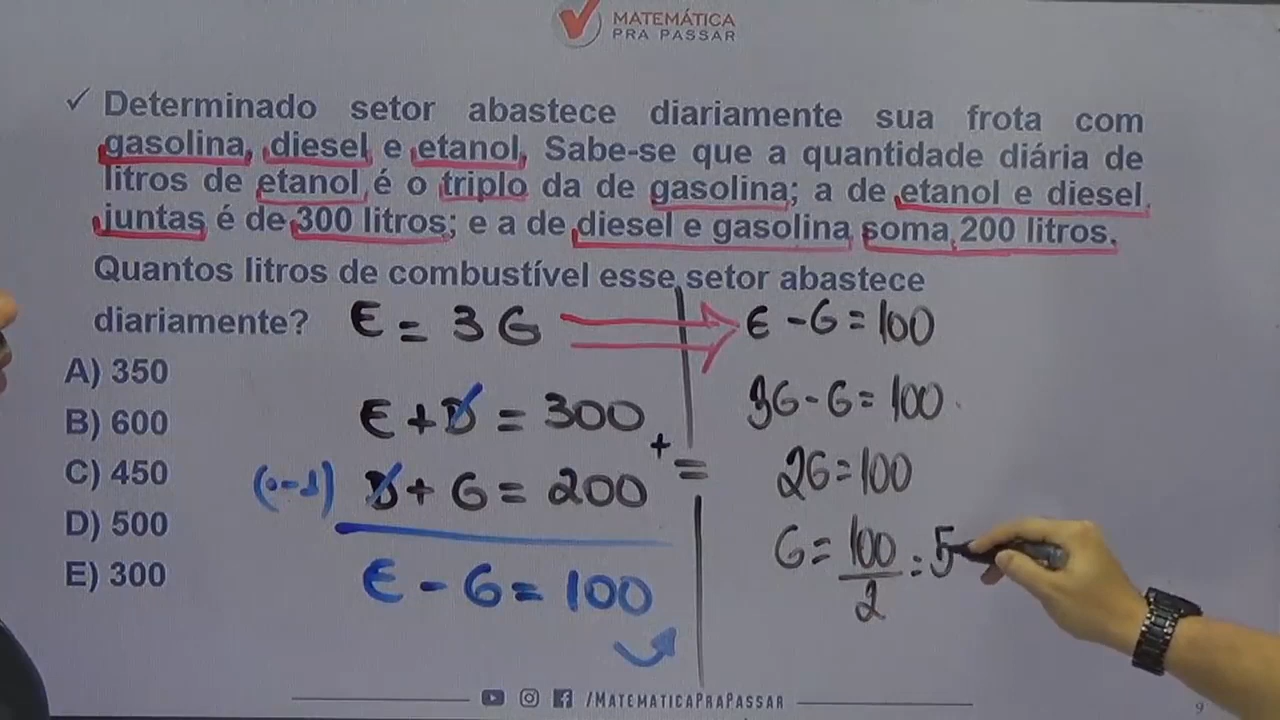 MATEMÁTICA
PRA PASSAR
✓ Determinado setor abastece diariamente sua frota com
gasolina, diesel e etanol. Sabe-se que a quantidade diária de
litros de etanol é o triplo da de gasolina; a de etanol e diesel
juntas é de 300 litros; e a de diesel e gasolina soma 200 litros.
Quantos litros de combustível esse setor abastece
diariamente?
A) 350
B) 600
C) 450
D) 500
E) 300
E = 3G
E + D = 300
+
(·-1) D + G = 200
E - G = 100
=
E - G = 100
3G - G = 100
2G = 100
G = 100/2 = 5
/MATEMATICAPRAPASSAR
9